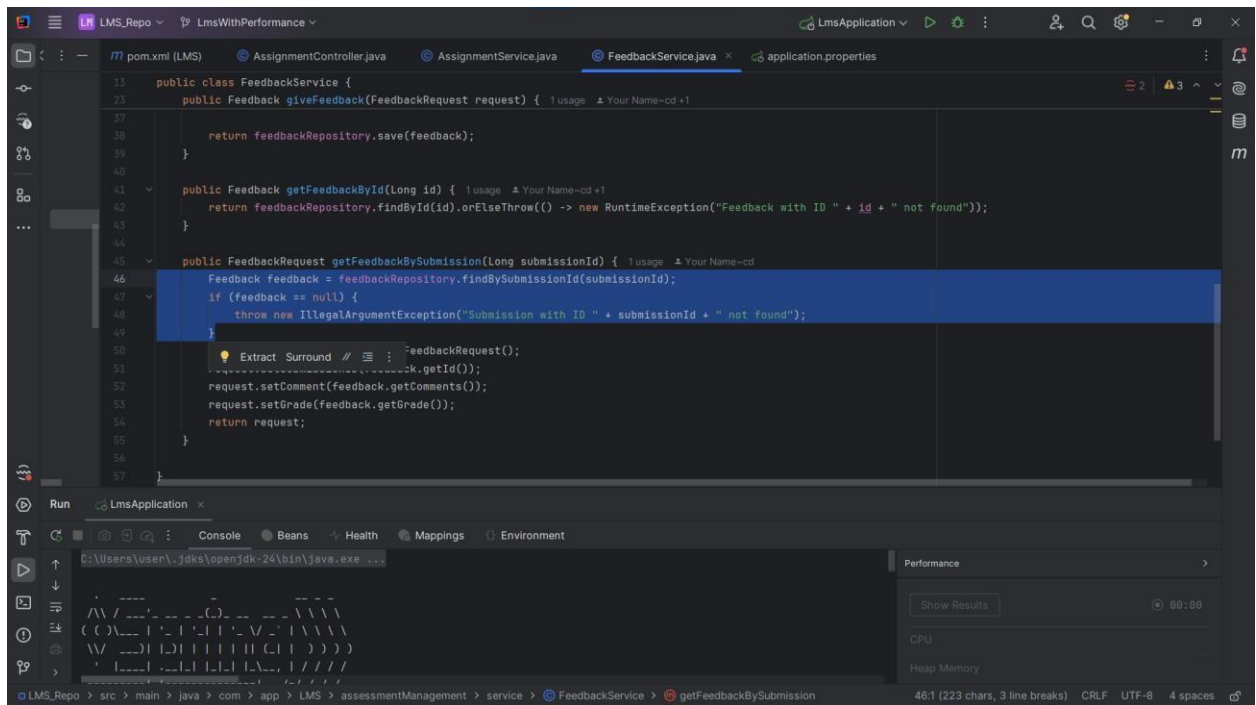 LM LMS_Repo LmsWithPerformance LmsApplication
m pom.xml (LMS) AssignmentController.java AssignmentService.java FeedbackService.java application.properties
13 public class FeedbackService { 2 3
23 public Feedback giveFeedback(FeedbackRequest request) { 1 usage Your Name-cd +1
37
38 return feedbackRepository.save(feedback);
39 }
40
41 public Feedback getFeedbackById(Long id) { 1 usage Your Name-cd +1
42 return feedbackRepository.findById(id).orElseThrow(() -> new RuntimeException("Feedback with ID " + id + " not found"});
43 }
44
45 public FeedbackRequest getFeedbackBySubmission(Long submissionId) { 1 usage Your Name-cd
46 Feedback feedback = feedbackRepository.findBySubmissionId(submissionId);
47 if (feedback == null) {
48 throw new IllegalArgumentException("Submission with ID " + submissionId + " not found");
49 }
50 Extract Surround // FeedbackRequest();
51 k.getId());
52 request.setComment(feedback.getComments());
53 request.setGrade(feedback.getGrade());
54 return request;
55 }
56
57 }
Run LmsApplication
Console Beans Health Mappings Environment
C:\Users\user\.jdks\openjdk-24\bin\java.exe ...
Performance
Show Results 00:00
CPU
Heap Memory
LMS_Repo > src > main > java > com > app > LMS > assessmentManagement > service > FeedbackService > getFeedbackBySubmission 46:1 (223 chars, 3 line breaks) CRLF UTF-8 4 spaces